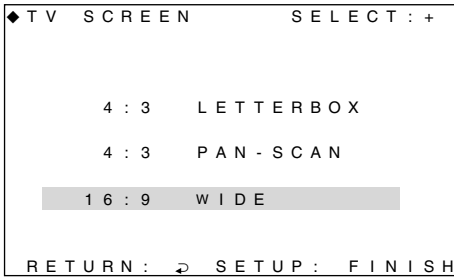 ◆TV SCREEN SELECT:+
4:3 LETTERBOX
4:3 PAN-SCAN
16:9 WIDE
RETURN: ⊋ SETUP: FINISH